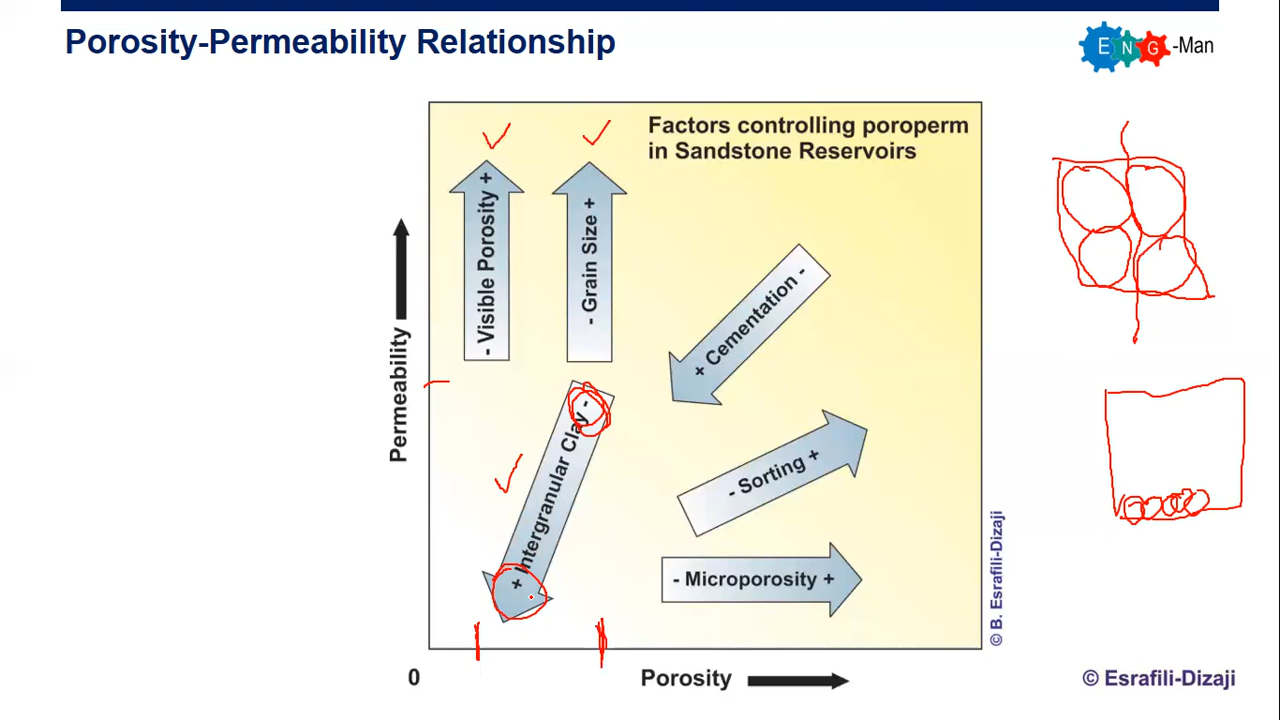 Porosity-Permeability Relationship
ENG-Man
Factors controlling poroperm
in Sandstone Reservoirs
- Visible Porosity +
- Grain Size +
+ Cementation -
Permeability
+ Intergranular Clay -
- Sorting +
- Microporosity +
© B. Esrafili-Dizaji
0
Porosity
© Esrafili-Dizaji